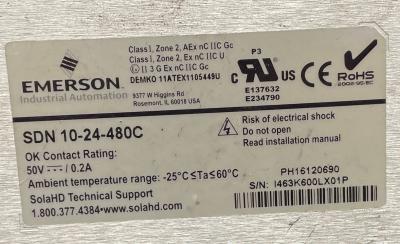 Class I, Zone 2, AEx nC IIC Gc
Class I, Zone 2, Ex nC IIC U
II 3 G Ex nC IIC Gc
DEMKO 11ATEX1105449U
EMERSON
Industrial Automation
9377 W Higgins Rd
Rosemont, IL 60018 USA
P3
C UR US
E137632
E234790
CE
RoHS
2002/95/EC
SDN 10-24-480C
OK Contact Rating:
50V⎓ / 0.2A
Ambient temperature range: -25°C≤Ta≤60°C
SolaHD Technical Support
1.800.377.4384 • www.solahd.com
Risk of electrical shock
Do not open
Read installation manual
PH16120690
S/N: I463K600LX01P